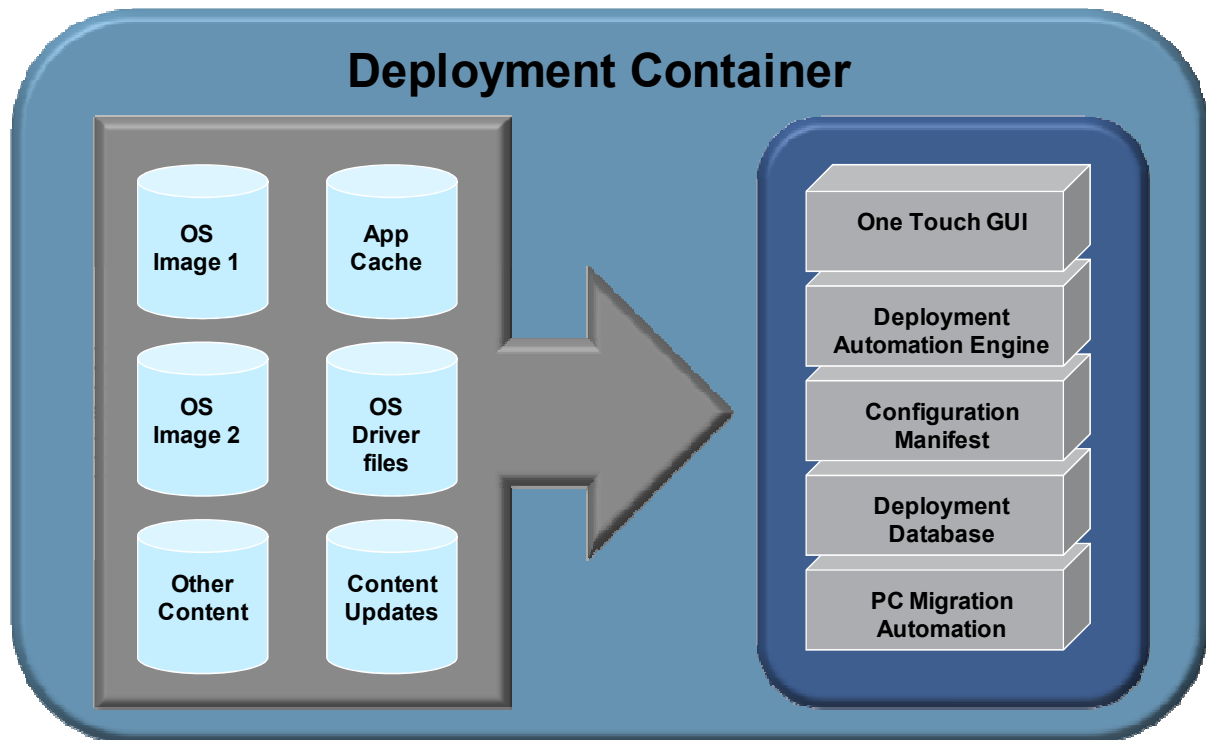 Deployment Container
OS
Image 1
App
Cache
OS
Image 2
OS
Driver
files
Other
Content
Content
Updates
One Touch GUI
Deployment
Automation Engine
Configuration
Manifest
Deployment
Database
PC Migration
Automation